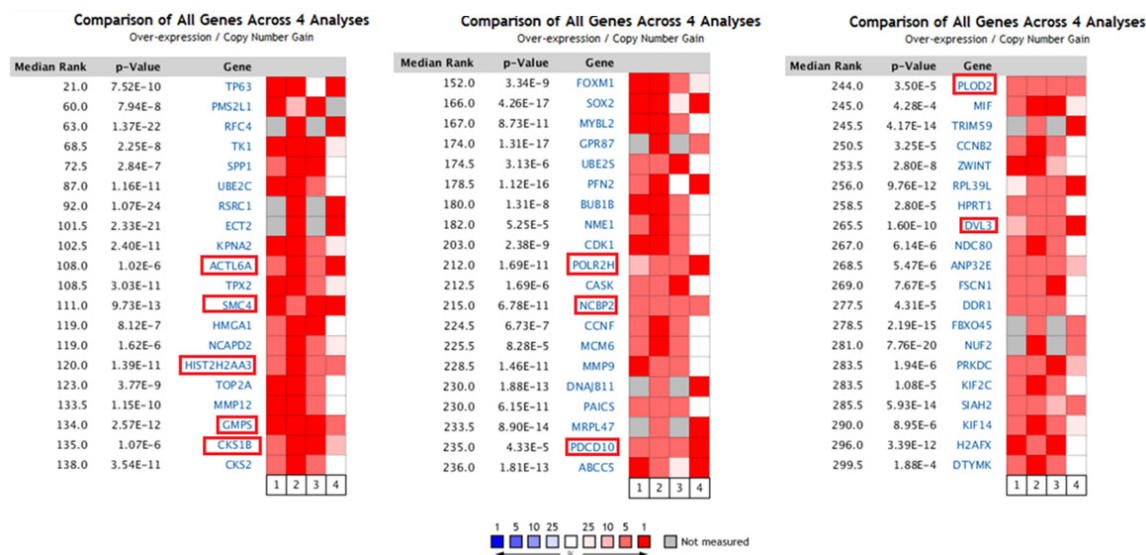 Comparison of All Genes Across 4 Analyses
Over-expression / Copy Number Gain
Median Rank p-Value Gene
21.0 7.52E-10 TP63
60.0 7.94E-8 PMS2L1
63.0 1.37E-22 RFC4
68.5 2.25E-8 TK1
72.5 2.84E-7 SPP1
87.0 1.16E-11 UBE2C
92.0 1.07E-24 RSRC1
101.5 2.33E-21 ECT2
102.5 2.40E-11 KPNA2
108.0 1.02E-6 ACTL6A
108.5 3.03E-11 TPX2
111.0 9.73E-13 SMC4
119.0 8.12E-7 HMGA1
119.0 1.62E-6 NCAPD2
120.0 1.39E-11 HIST2H2AA3
123.0 3.77E-9 TOP2A
133.5 1.15E-10 MMP12
134.0 2.57E-12 GMPS
135.0 1.07E-6 CKS1B
138.0 3.54E-11 CKS2
1 2 3 4
Comparison of All Genes Across 4 Analyses
Over-expression / Copy Number Gain
Median Rank p-Value Gene
152.0 3.34E-9 FOXM1
166.0 4.26E-17 SOX2
167.0 8.73E-11 MYBL2
174.0 1.31E-17 GPR87
174.5 3.13E-6 UBE2S
178.5 1.12E-16 PFN2
180.0 1.31E-8 BUB1B
182.0 5.25E-5 NME1
203.0 2.38E-9 CDK1
212.0 1.69E-11 POLR2H
212.5 1.69E-6 CASK
215.0 6.78E-11 NCBP2
224.5 6.73E-7 CCNF
225.5 8.28E-5 MCM6
228.5 1.46E-11 MMP9
230.0 1.88E-13 DNAJB11
230.0 6.15E-11 PAICS
233.5 8.90E-14 MRPL47
235.0 4.33E-5 PDCD10
236.0 1.81E-13 ABCC5
1 2 3 4
Comparison of All Genes Across 4 Analyses
Over-expression / Copy Number Gain
Median Rank p-Value Gene
244.0 3.50E-5 PLOD2
245.0 4.28E-4 MIF
245.5 4.17E-14 TRIM59
250.5 3.25E-5 CCNB2
253.5 2.80E-8 ZWINT
256.0 9.76E-12 RPL39L
258.5 2.80E-5 HPRT1
265.5 1.60E-10 DVL3
267.0 6.14E-6 NDC80
268.5 5.47E-6 ANP32E
269.0 7.67E-5 FSCN1
277.5 4.31E-5 DDR1
278.5 2.19E-15 FBXO45
281.0 7.76E-20 NUF2
283.5 1.94E-6 PRKDC
283.5 1.08E-5 KIF2C
285.5 5.93E-14 SIAH2
290.0 8.95E-6 KIF14
296.0 3.39E-12 H2AFX
299.5 1.88E-4 DTYMK
1 2 3 4
1 5 10 25 25 10 5 1
Not measured
%